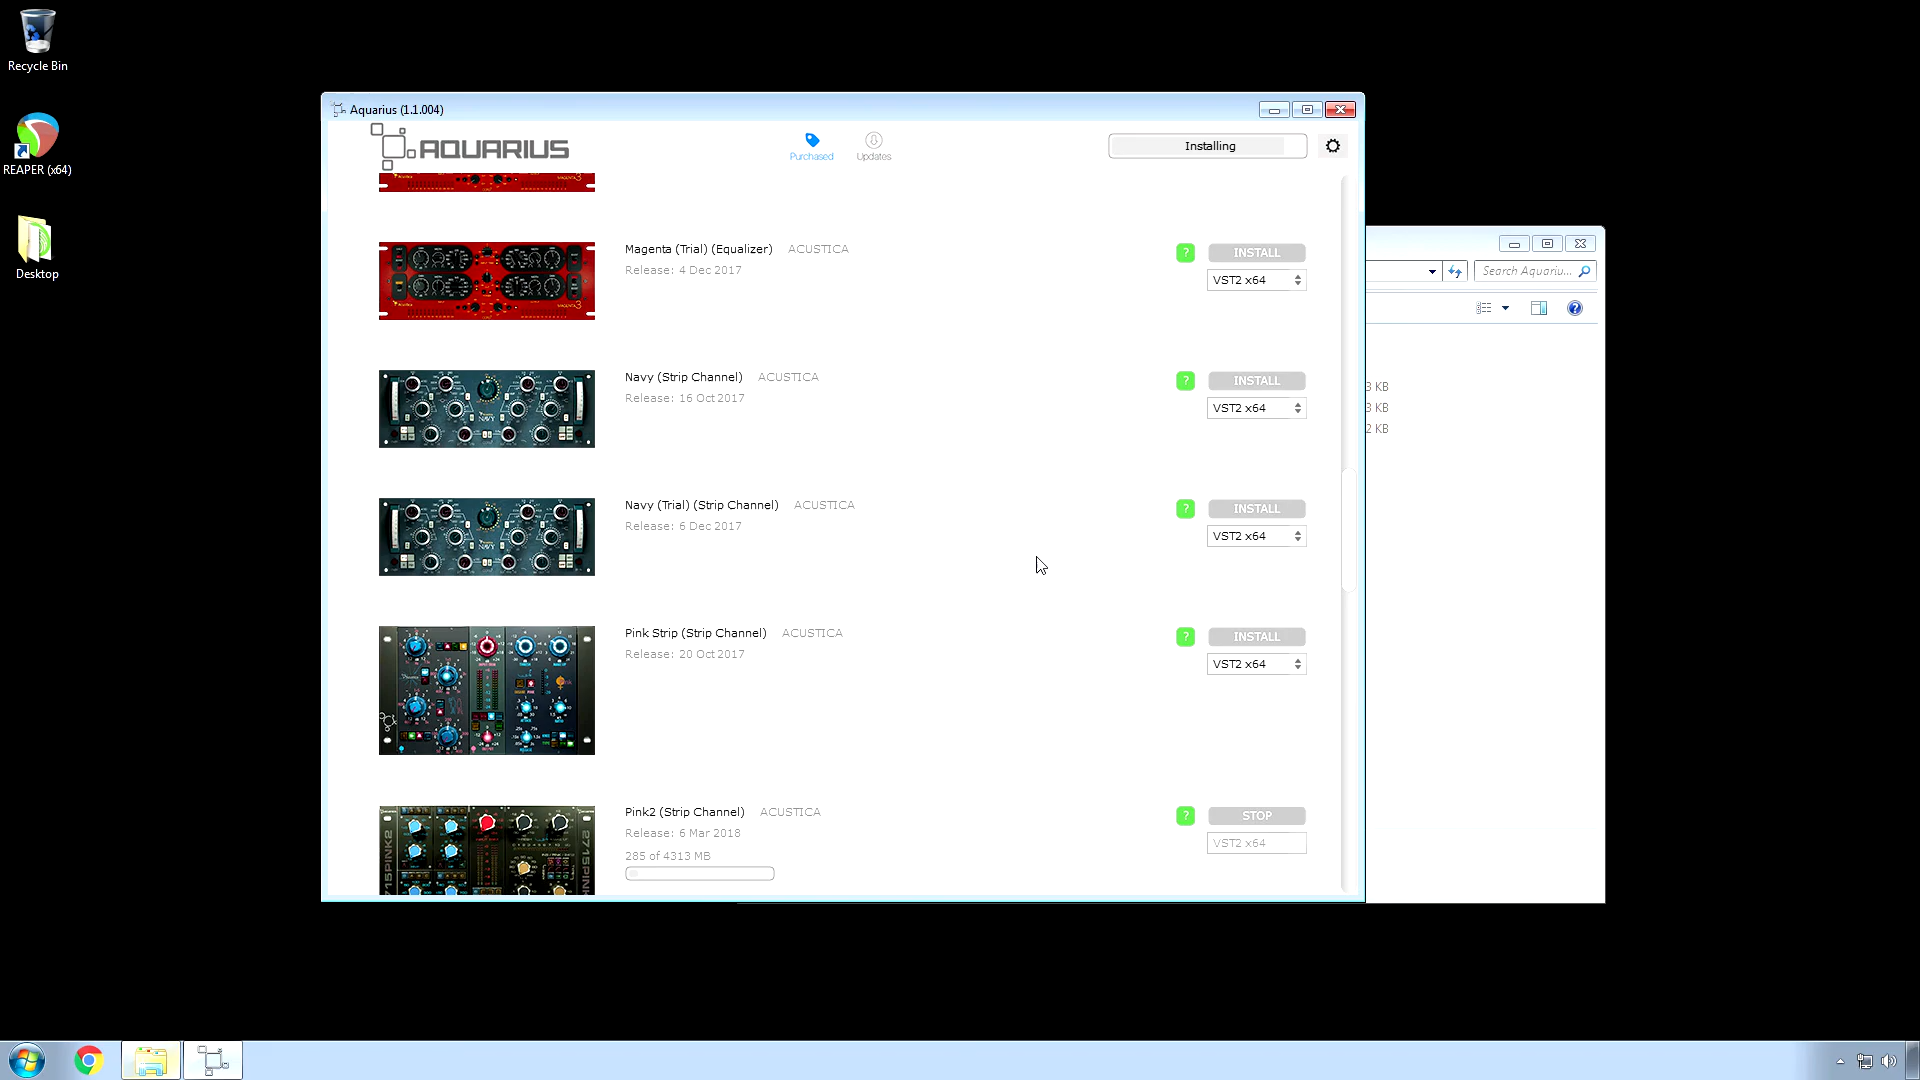 Recycle Bin
REAPER (x64)
Desktop
Aquarius (1.1.004)
AQUARIUS
Purchased
Updates
Installing
Magenta (Trial) (Equalizer) ACUSTICA
Release: 4 Dec 2017
? INSTALL
VST2 x64
Navy (Strip Channel) ACUSTICA
Release: 16 Oct 2017
? INSTALL
VST2 x64
Navy (Trial) (Strip Channel) ACUSTICA
Release: 6 Dec 2017
? INSTALL
VST2 x64
Pink Strip (Strip Channel) ACUSTICA
Release: 20 Oct 2017
? INSTALL
VST2 x64
Pink2 (Strip Channel) ACUSTICA
Release: 6 Mar 2018
285 of 4313 MB
? STOP
VST2 x64
Search Aquariu...
3 KB
3 KB
2 KB